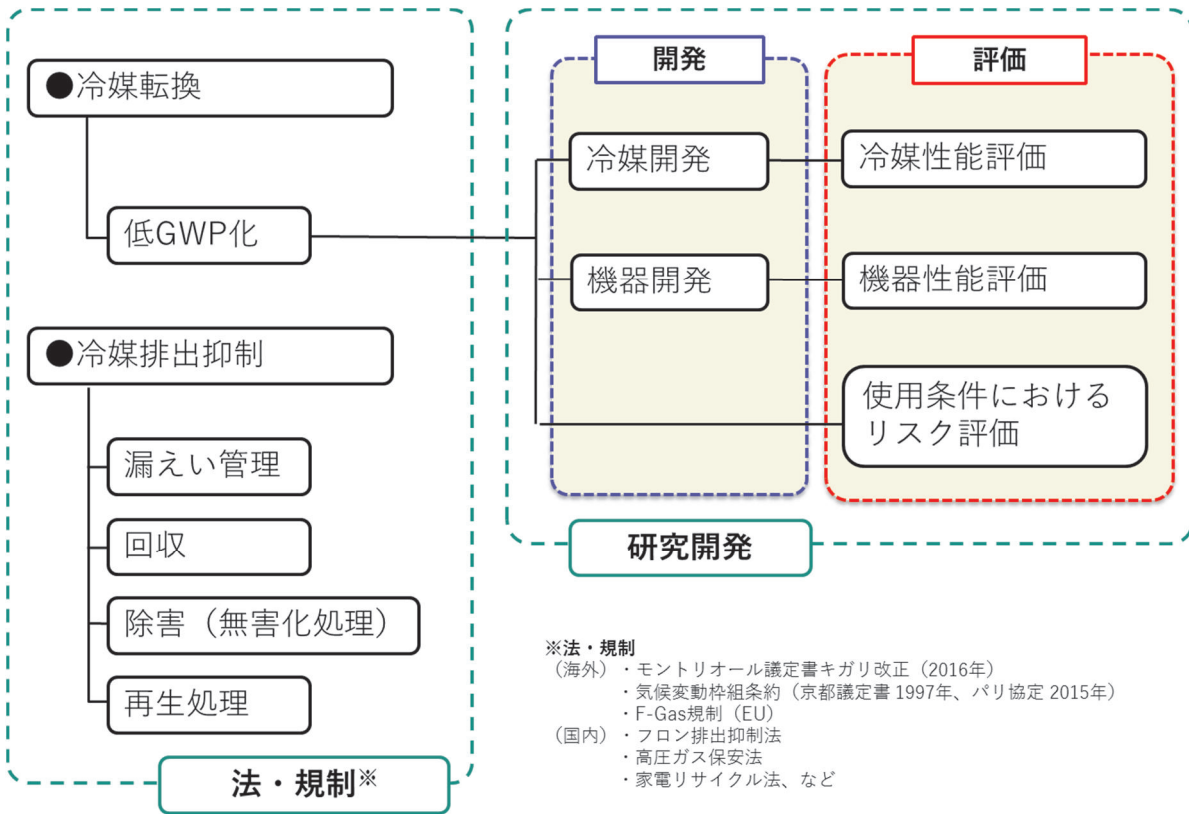 ●冷媒転換
低GWP化
●冷媒排出抑制
漏えい管理
回収
除害（無害化処理）
再生処理
法・規制※
開発
評価
冷媒開発
冷媒性能評価
機器開発
機器性能評価
使用条件における
リスク評価
研究開発
※法・規制
（海外）・モントリオール議定書キガリ改正（2016年）
・気候変動枠組条約（京都議定書 1997年、パリ協定 2015年）
・F-Gas規制（EU）
（国内）・フロン排出抑制法
・高圧ガス保安法
・家電リサイクル法、など